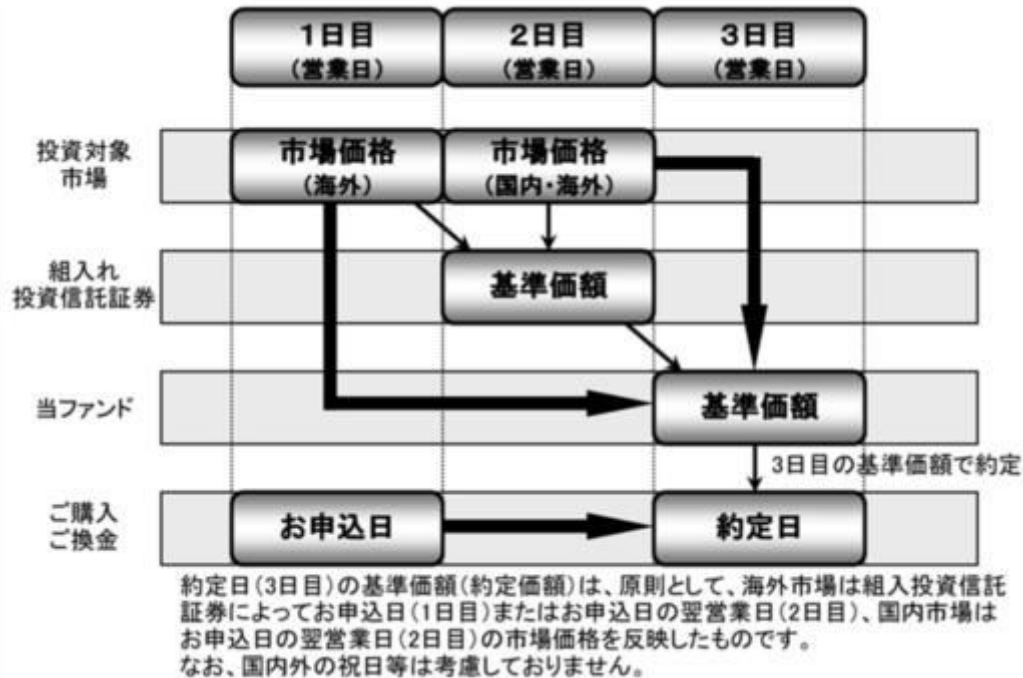 1日目 2日目 3日目
(営業日) (営業日) (営業日)
投資対象
市場
市場価格
(海外)
市場価格
(国内・海外)
組入れ
投資信託証券
基準価額
当ファンド
基準価額
3日目の基準価額で約定
ご購入
ご換金
お申込日
約定日
約定日(3日目)の基準価額(約定価額)は、原則として、海外市場は組入投資信託
証券によってお申込日(1日目)またはお申込日の翌営業日(2日目)、国内市場は
お申込日の翌営業日(2日目)の市場価格を反映したものです。
なお、国内外の祝日等は考慮しておりません。